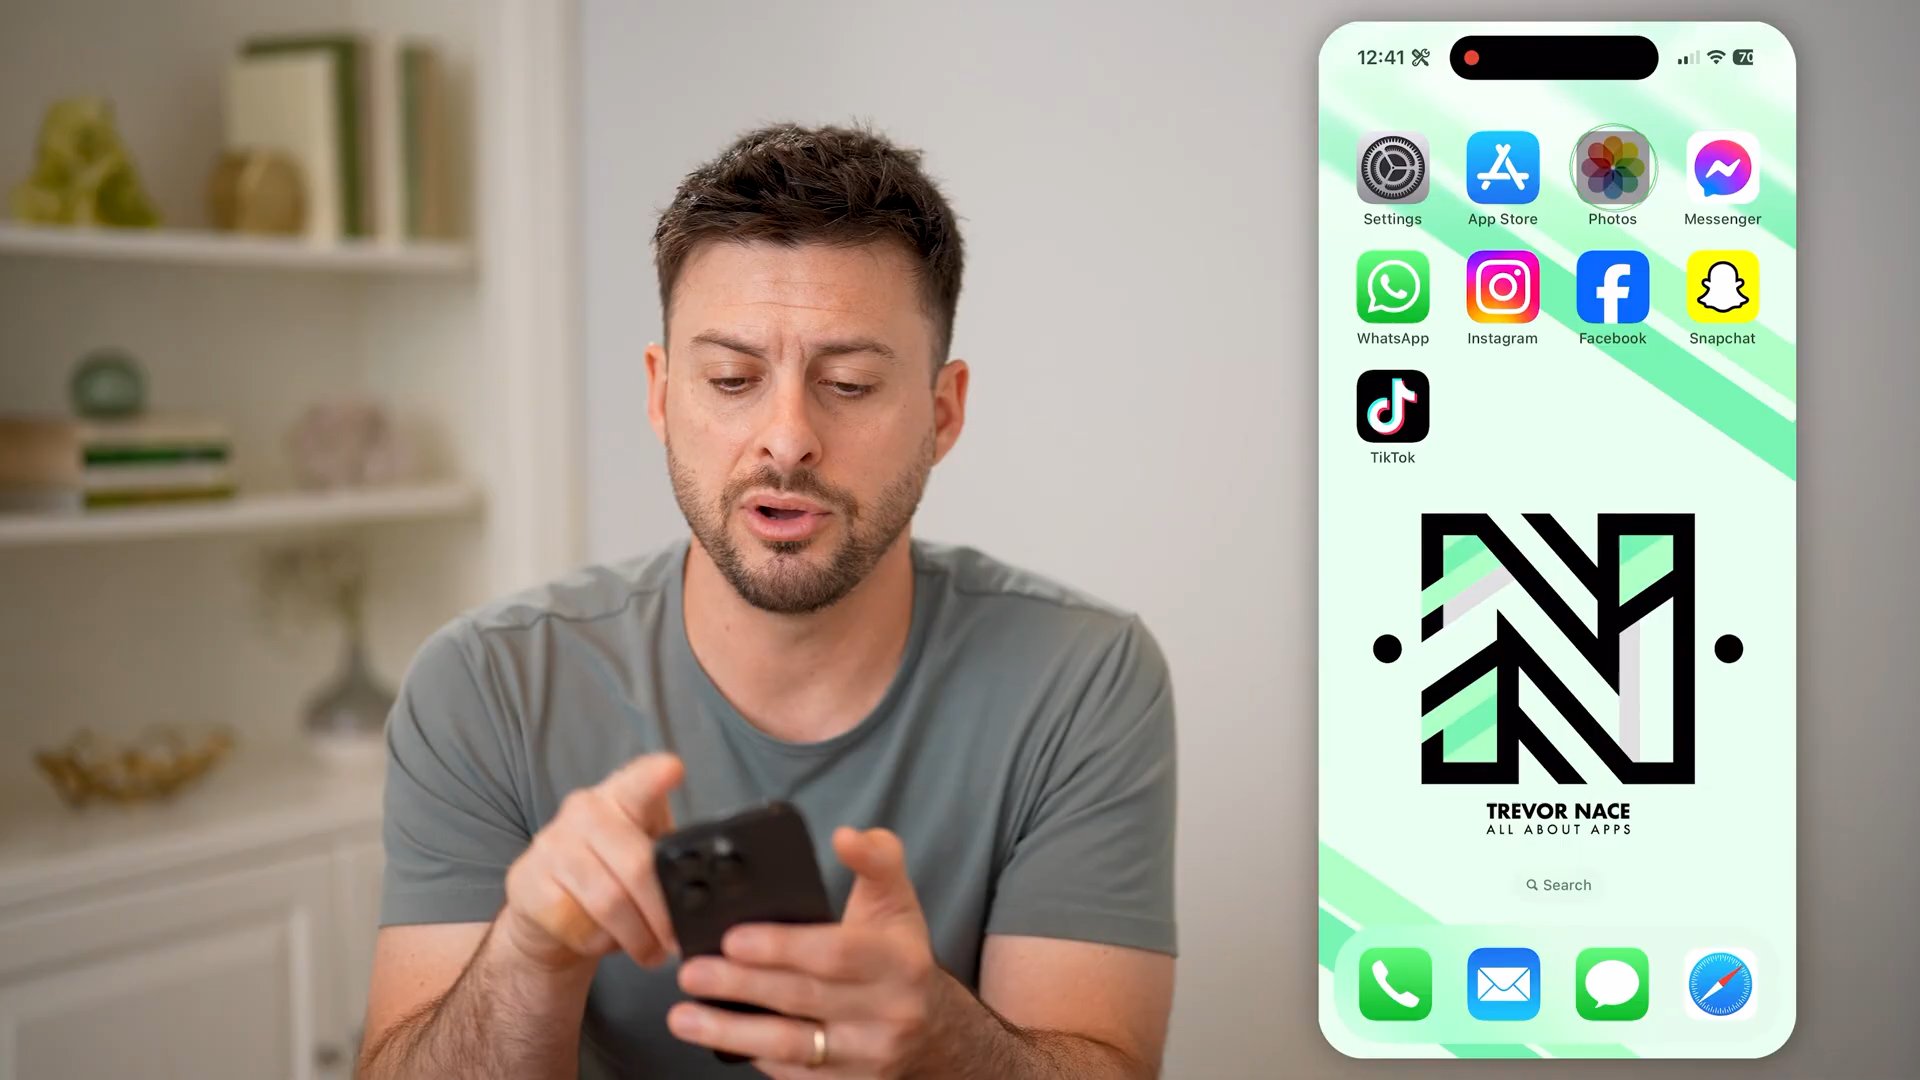 12:41
70
Settings App Store Photos Messenger
WhatsApp Instagram Facebook Snapchat
TikTok
TREVOR NACE
ALL ABOUT APPS
Search